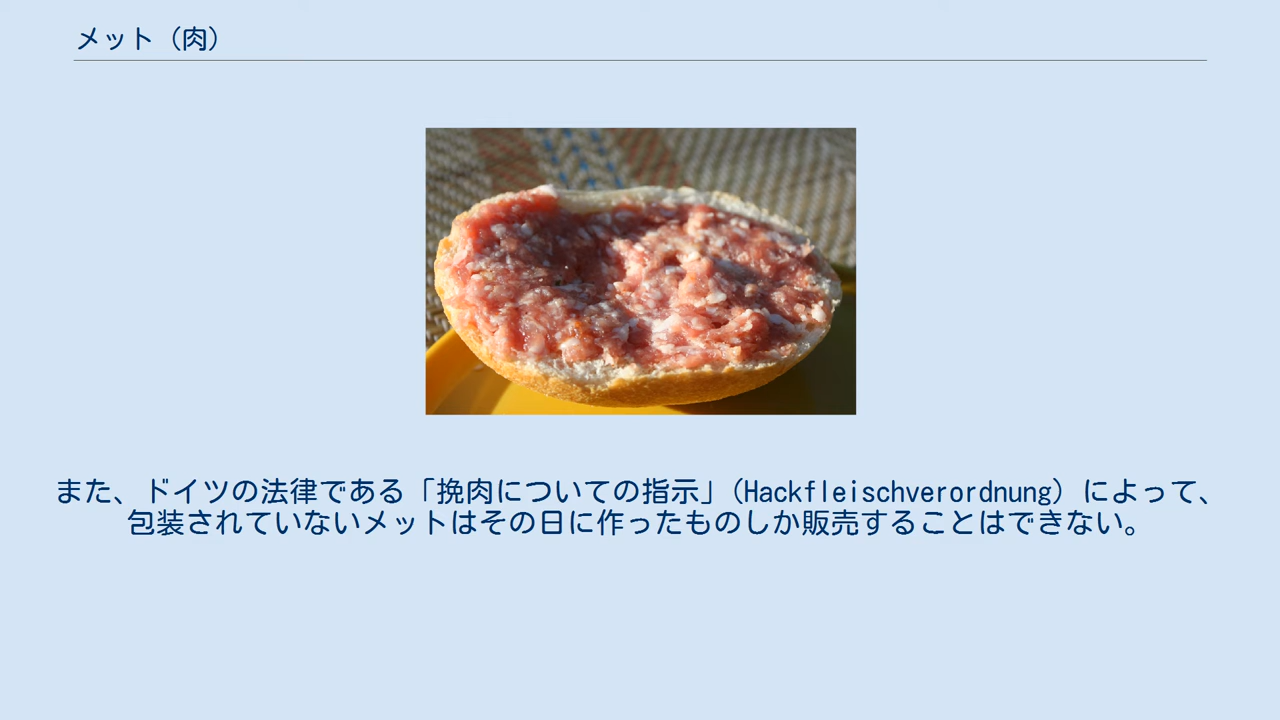 メット（肉）
また、ドイツの法律である「挽肉についての指示」（Hackfleischverordnung）によって、
包装されていないメットはその日に作ったものしか販売することはできない。